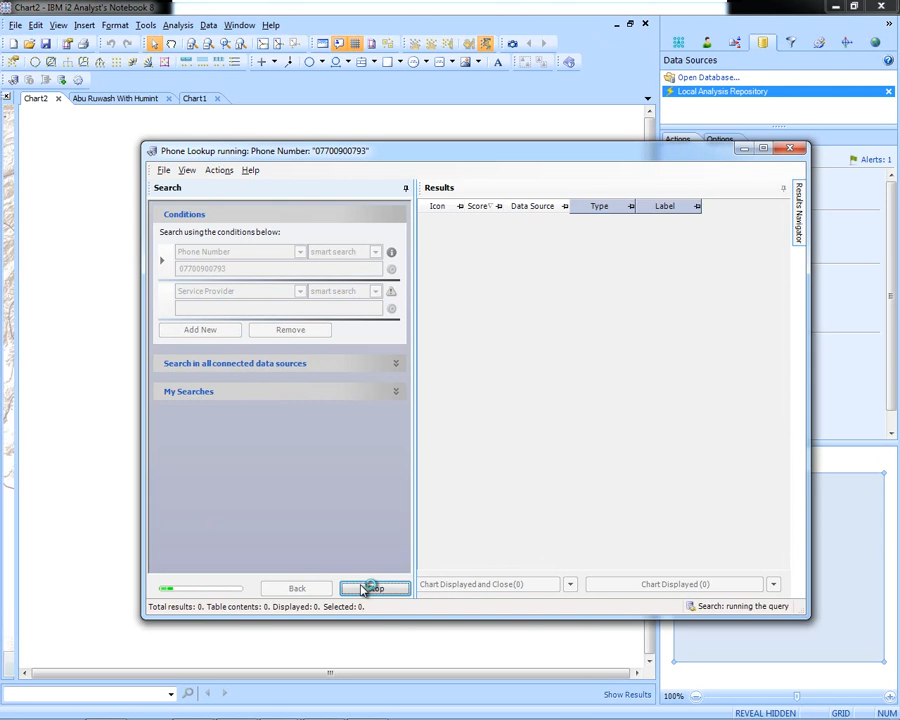 Chart2 - IBM i2 Analyst's Notebook 8
File Edit View Insert Format Tools Analysis Data Window Help
Data Sources
Open Database...
Local Analysis Repository
Chart2 Abu Ruwash With Humint Chart1
Actions Options
Alerts: 1
Phone Lookup running: Phone Number: "07700900793"
File View Actions Help
Search
Results
Icon Score Data Source Type Label
Results Navigator
Conditions
Search using the conditions below:
Phone Number smart search
07700900793
Service Provider smart search
Add New Remove
Search in all connected data sources
My Searches
Back
Chart Displayed and Close(0) Chart Displayed (0)
Total results: 0. Table contents: 0. Displayed: 0. Selected: 0.
Search: running the query
Show Results
100%
REVEAL HIDDEN GRID NUM